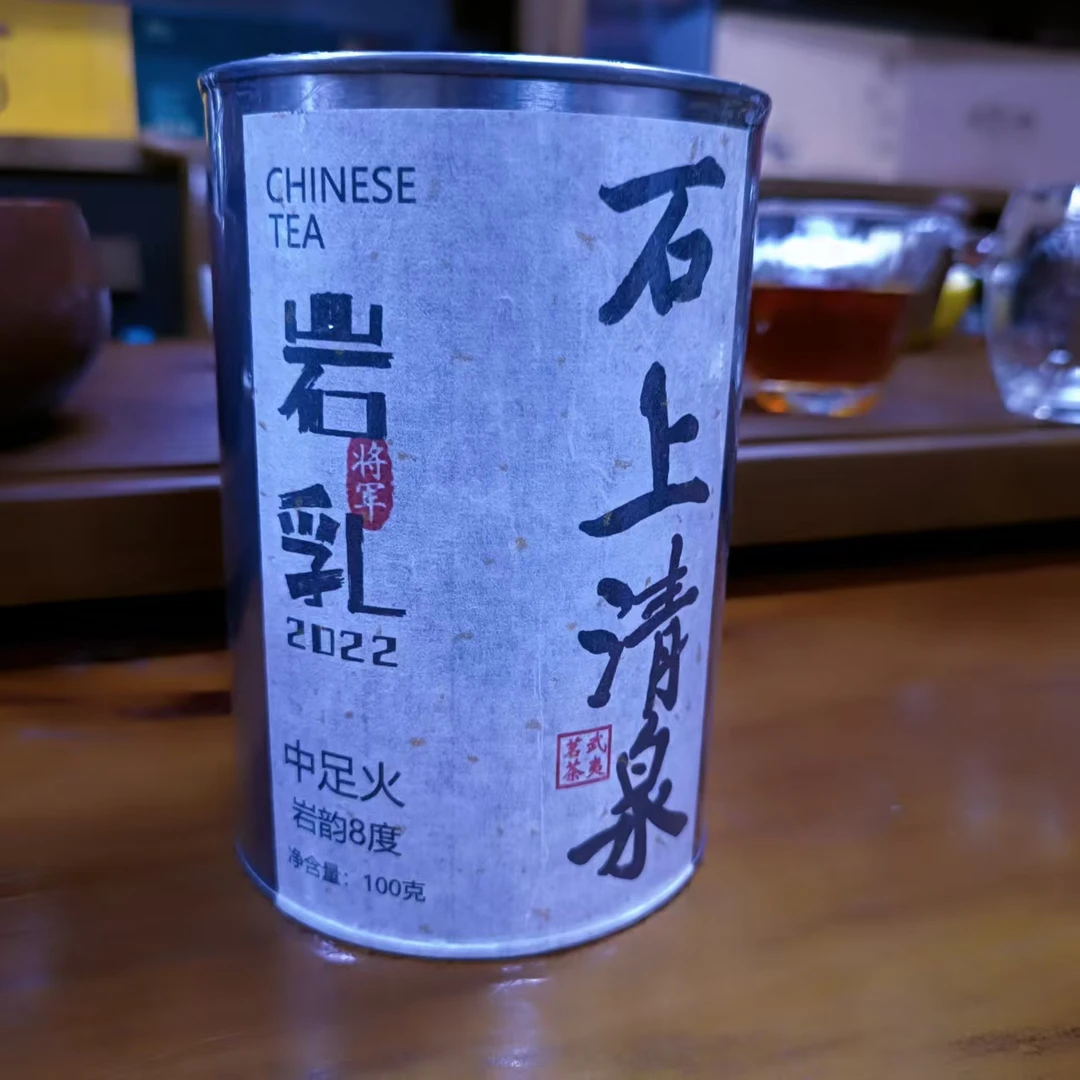 CHINESE
TEA
岩乳
将军
2022
中足火
岩韵8度
净含量：100克
石上清泉
武夷
茗茶